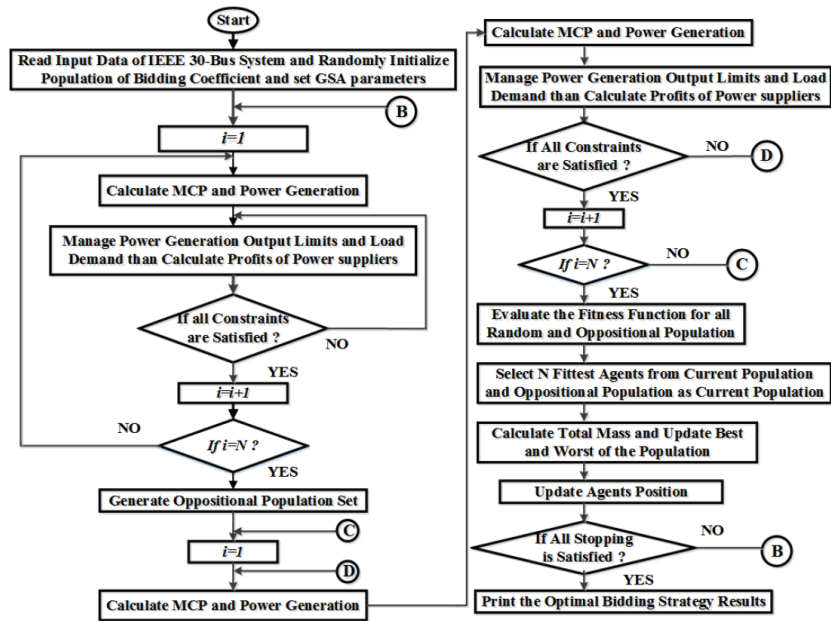 Start
Read Input Data of IEEE 30-Bus System and Randomly Initialize
Population of Bidding Coefficient and set GSA parameters
B
i=1
Calculate MCP and Power Generation
Manage Power Generation Output Limits and Load
Demand than Calculate Profits of Power suppliers
If all Constraints
are Satisfied ?
NO
YES
i=i+1
NO
If i=N ?
YES
Generate Oppositional Population Set
C
i=1
D
Calculate MCP and Power Generation
Calculate MCP and Power Generation
Manage Power Generation Output Limits and Load
Demand than Calculate Profits of Power suppliers
If All Constraints
are Satisfied ?
NO
D
YES
i=i+1
If i=N ?
NO
C
YES
Evaluate the Fitness Function for all
Random and Oppositional Population
Select N Fittest Agents from Current Population
and Oppositional Population as Current Population
Calculate Total Mass and Update Best
and Worst of the Population
Update Agents Position
If All Stopping
is Satisfied ?
NO
B
YES
Print the Optimal Bidding Strategy Results